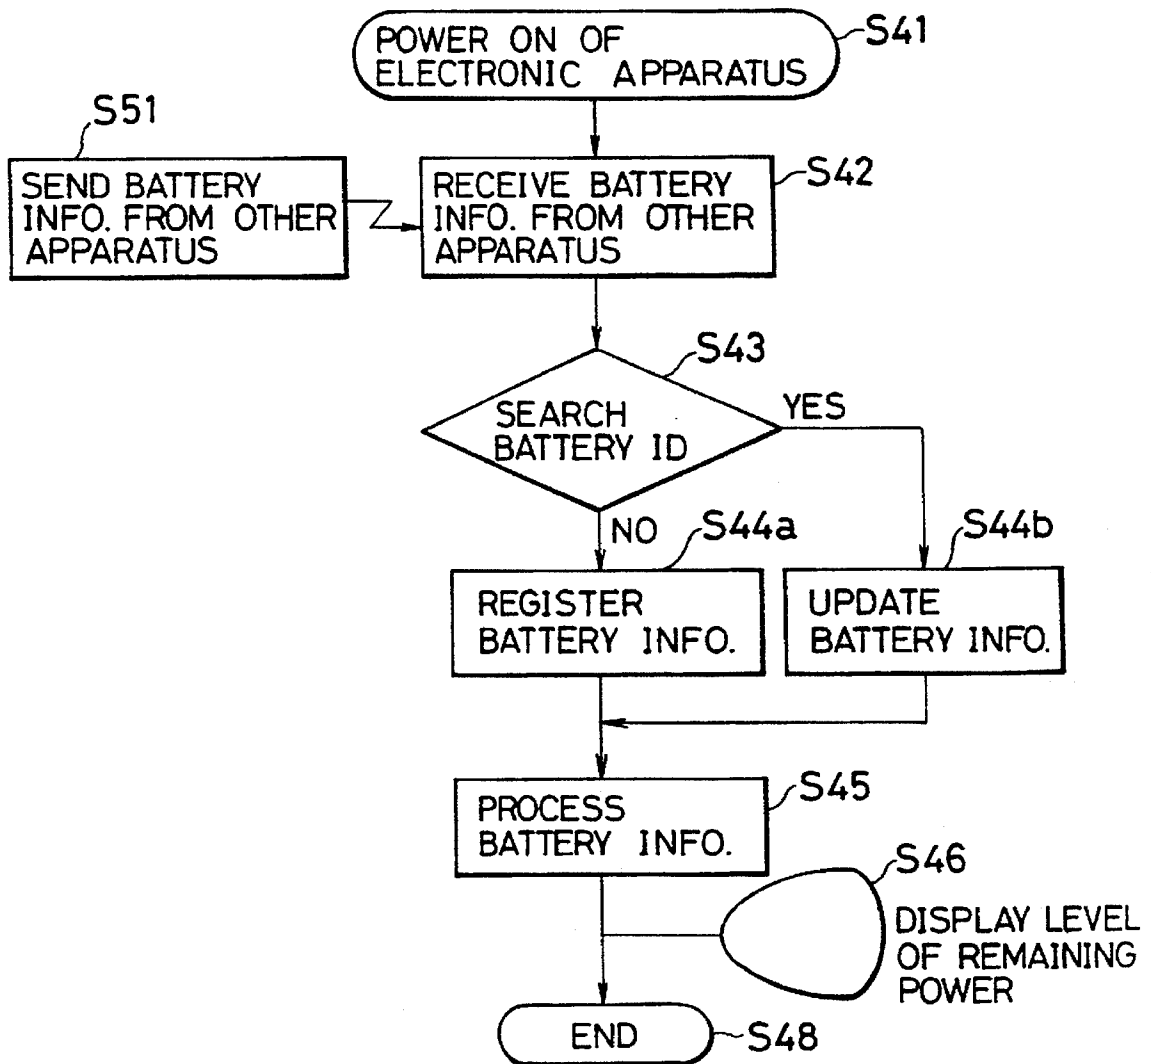 POWER ON OF
ELECTRONIC APPARATUS
S41
S51
SEND BATTERY
INFO. FROM OTHER
APPARATUS
RECEIVE BATTERY
INFO. FROM OTHER
APPARATUS
S42
S43
SEARCH
BATTERY ID
YES
NO
S44a
REGISTER
BATTERY INFO.
S44b
UPDATE
BATTERY INFO.
PROCESS
BATTERY INFO.
S45
S46
DISPLAY LEVEL
OF REMAINING
POWER
END
S48